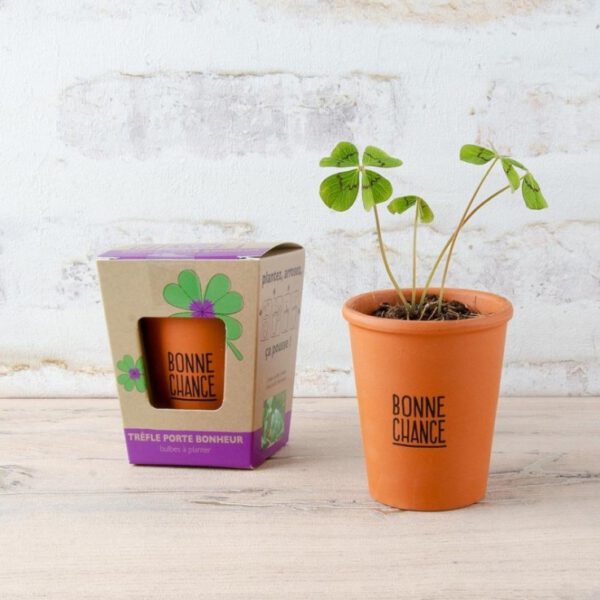 BONNE
CHANCE
TRÈFLE PORTE BONHEUR
bulbes à planter
plantez, arrosez,
ça pousse !
BONNE
CHANCE